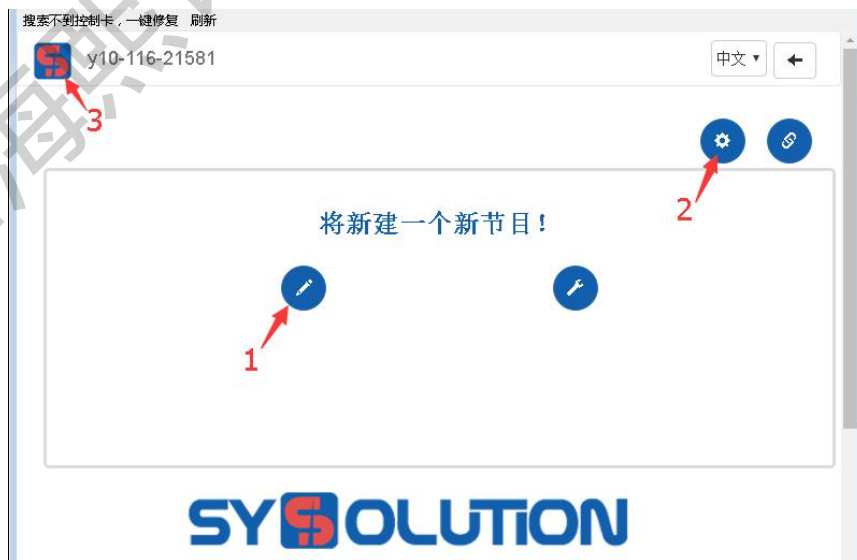 搜索不到控制卡，一键修复 刷新
y10-116-21581
中文
3
2
将新建一个新节目！
1
SYSOLUTION